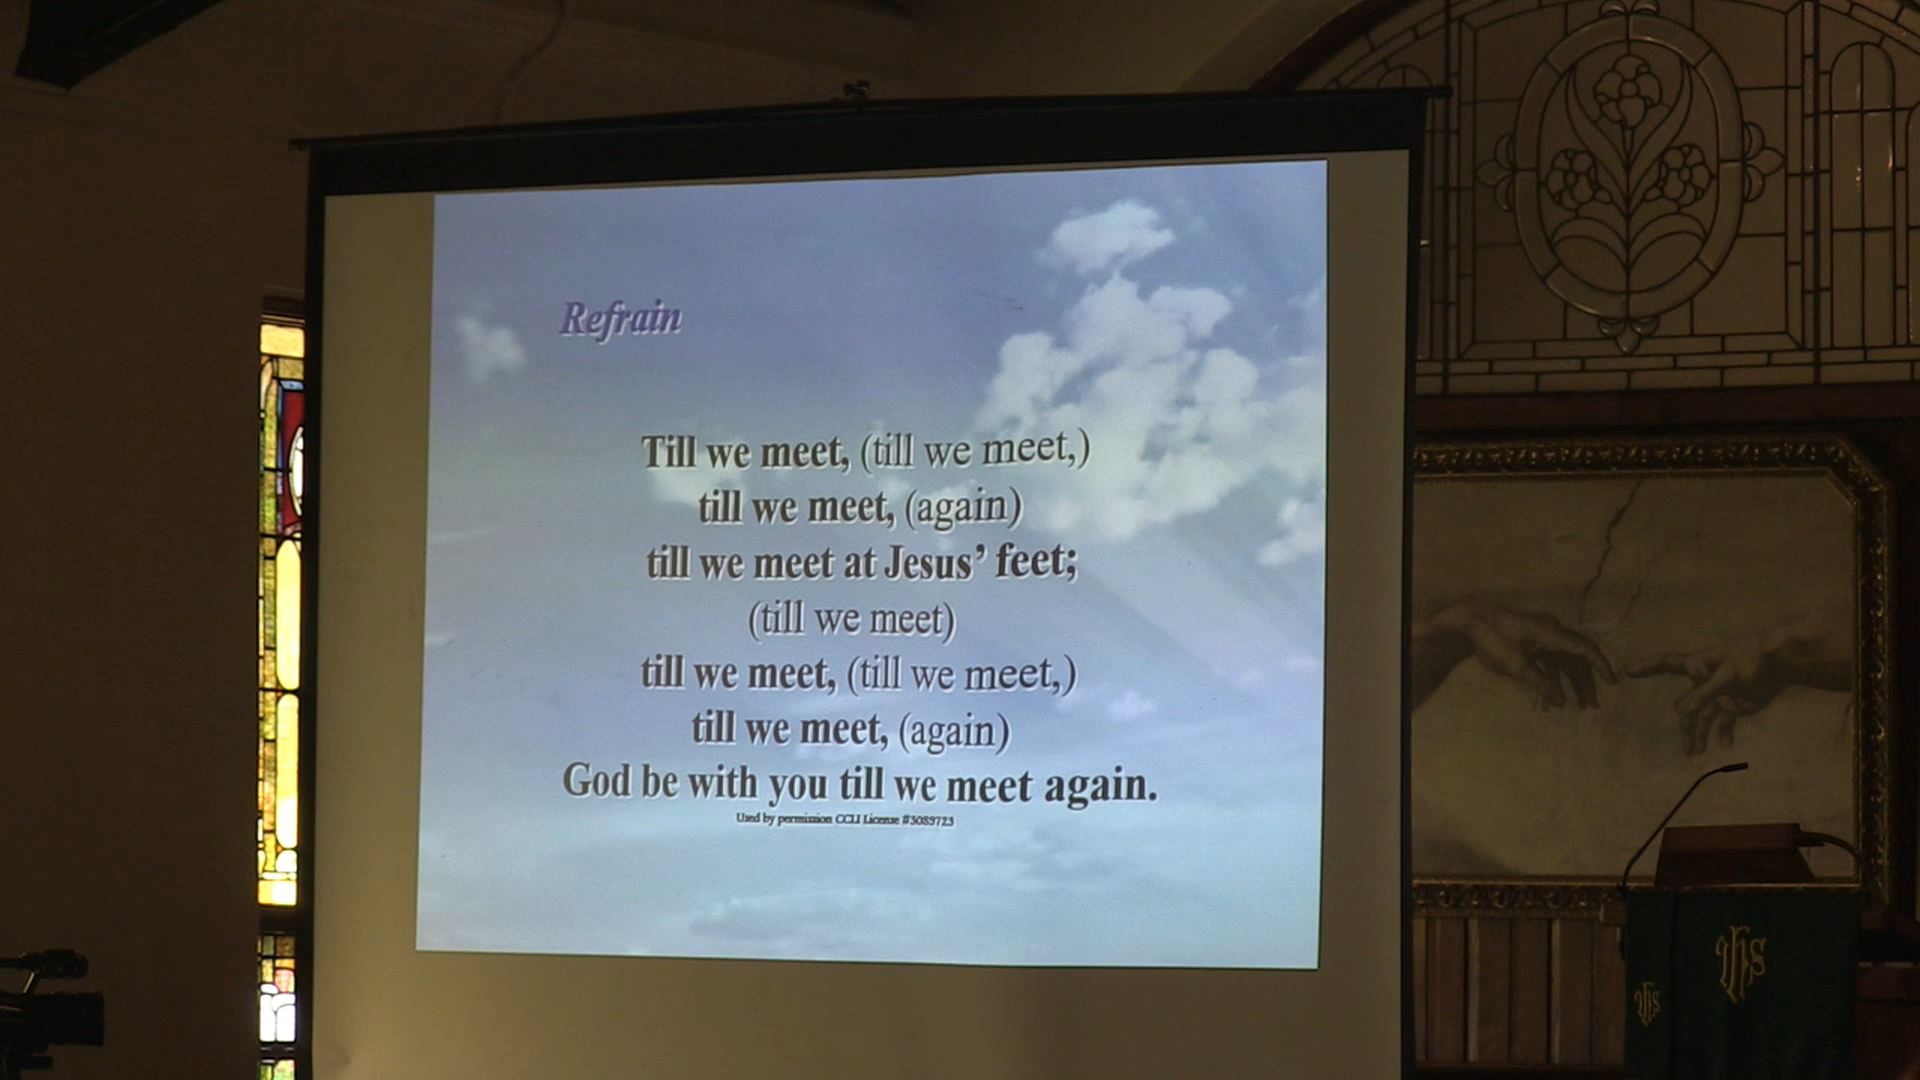 Refrain
Till we meet, (till we meet,)
till we meet, (again)
till we meet at Jesus’ feet;
(till we meet)
till we meet, (till we meet,)
till we meet, (again)
God be with you till we meet again.
Used by permission CCLI License #3089723
IHS
IHS